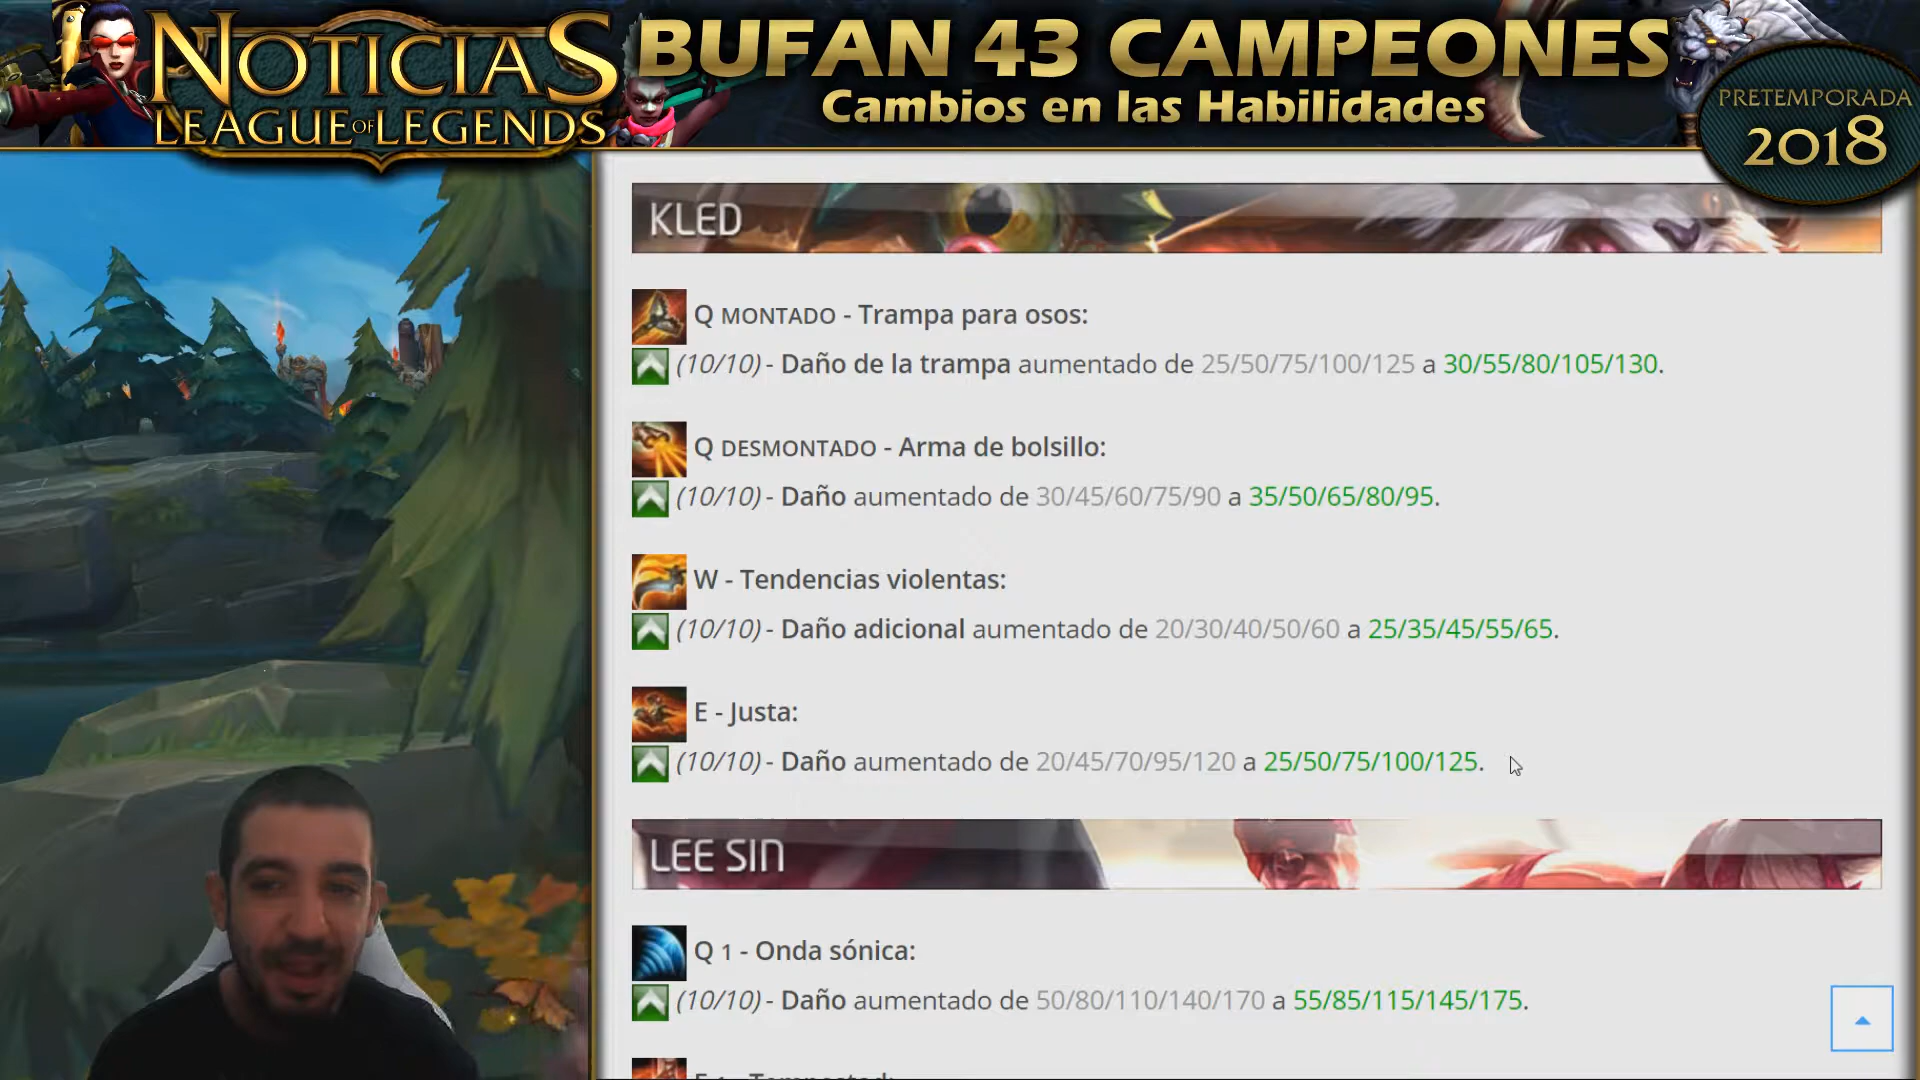 NOTICIAS
LEAGUE OF LEGENDS
BUFAN 43 CAMPEONES
Cambios en las Habilidades
PRETEMPORADA
2018
KLED
Q MONTADO - Trampa para osos:
(10/10) - Daño de la trampa aumentado de 25/50/75/100/125 a 30/55/80/105/130.
Q DESMONTADO - Arma de bolsillo:
(10/10) - Daño aumentado de 30/45/60/75/90 a 35/50/65/80/95.
W - Tendencias violentas:
(10/10) - Daño adicional aumentado de 20/30/40/50/60 a 25/35/45/55/65.
E - Justa:
(10/10) - Daño aumentado de 20/45/70/95/120 a 25/50/75/100/125.
LEE SIN
Q 1 - Onda sónica:
(10/10) - Daño aumentado de 50/80/110/140/170 a 55/85/115/145/175.